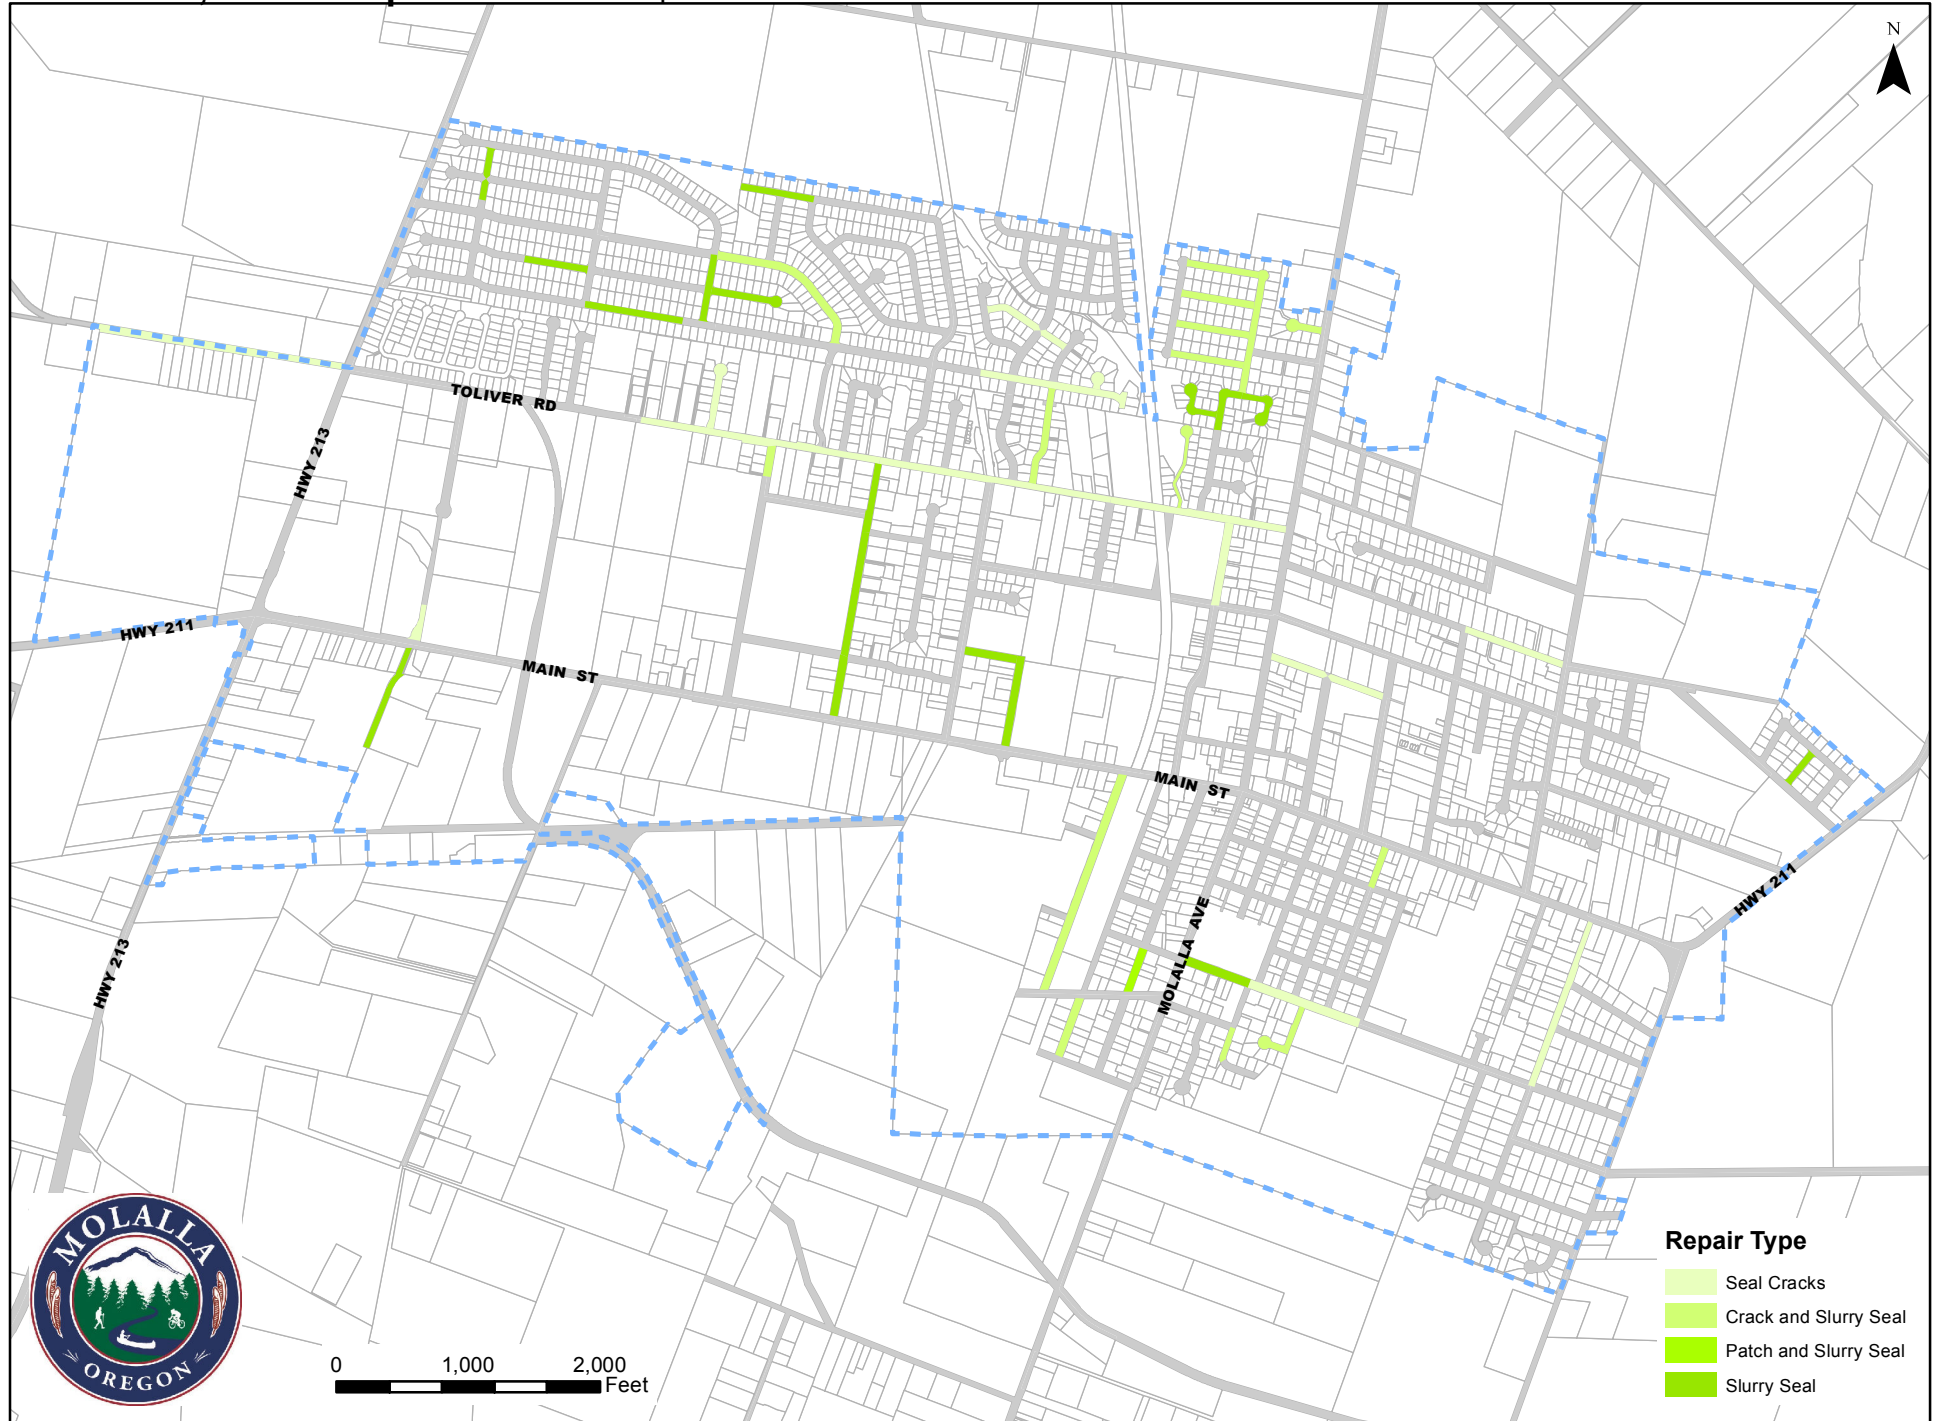 N
TOLIVER RD
HWY 213
HWY 211
MAIN ST
MAIN ST
HWY 211
MOLALLA AVE
HWY 213
MOLALLA
OREGON
0 1,000 2,000
Feet
Repair Type
Seal Cracks
Crack and Slurry Seal
Patch and Slurry Seal
Slurry Seal